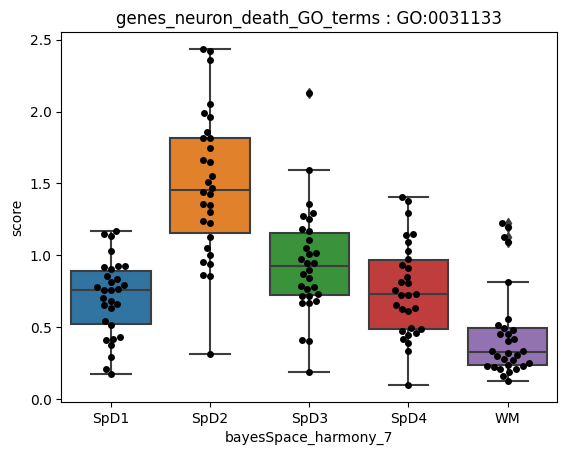 genes_neuron_death_GO_terms : GO:0031133
score
2.5
2.0
1.5
1.0
0.5
0.0
SpD1 SpD2 SpD3 SpD4 WM
bayesSpace_harmony_7